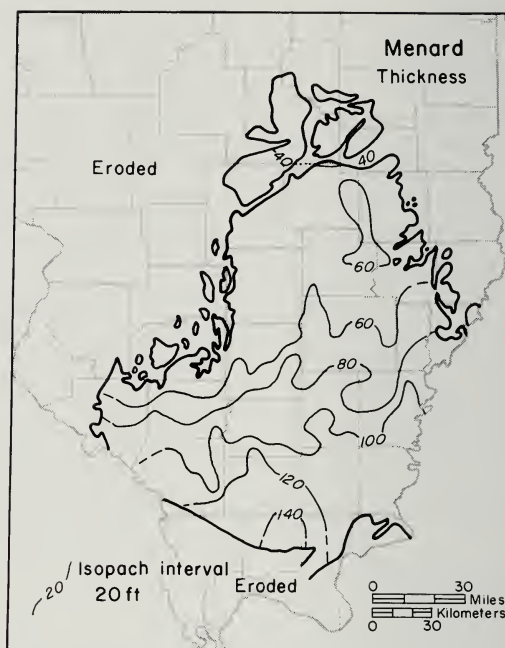 Menard
Thickness
Eroded
40
40
60
60
80
100
120
140
20
Isopach interval
20 ft
Eroded
0 30
Miles
Kilometers
0 30